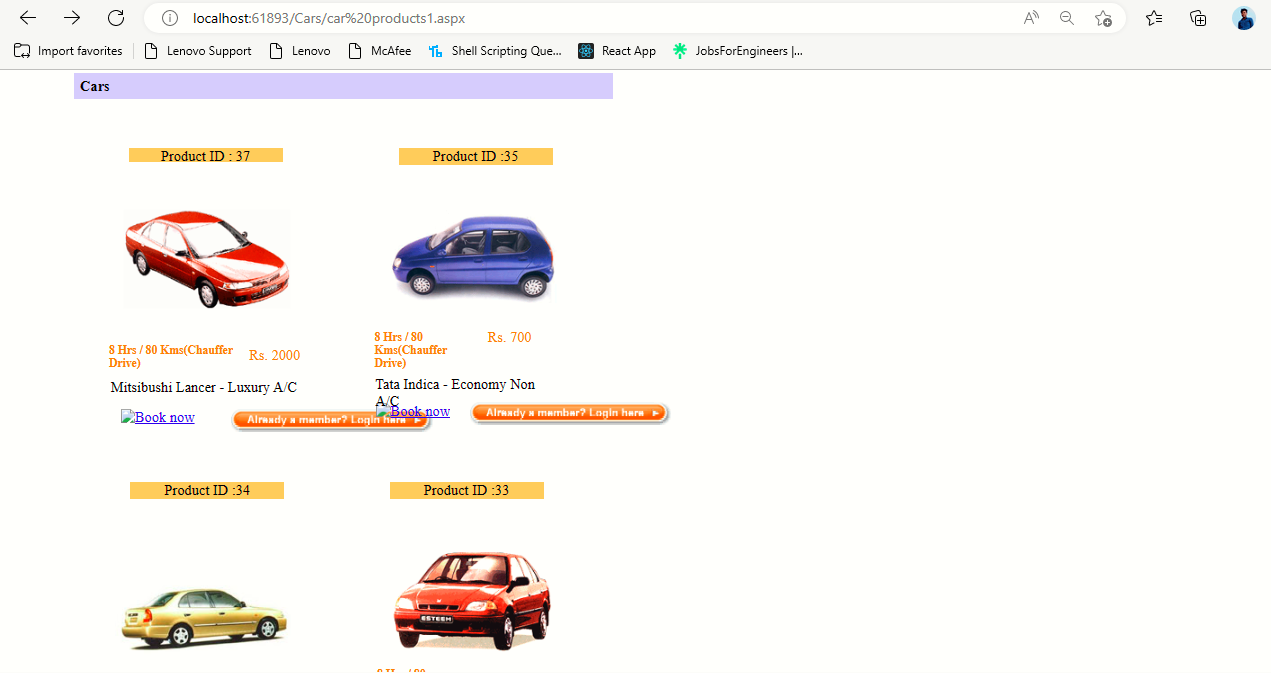 localhost:61893/Cars/car%20products1.aspx
Import favorites
Lenovo Support
Lenovo
McAfee
Shell Scripting Que...
React App
JobsForEngineers |...
Cars
Product ID : 37
Product ID :35
8 Hrs / 80 Kms(Chauffer
Drive)
Rs. 2000
8 Hrs / 80
Kms(Chauffer
Drive)
Rs. 700
Mitsibushi Lancer - Luxury A/C
Tata Indica - Economy Non
A/C
Book now
Already a member? Login here
Book now
Already a member? Login here
Product ID :34
Product ID :33
ESTEEM
8 Hrs / 80